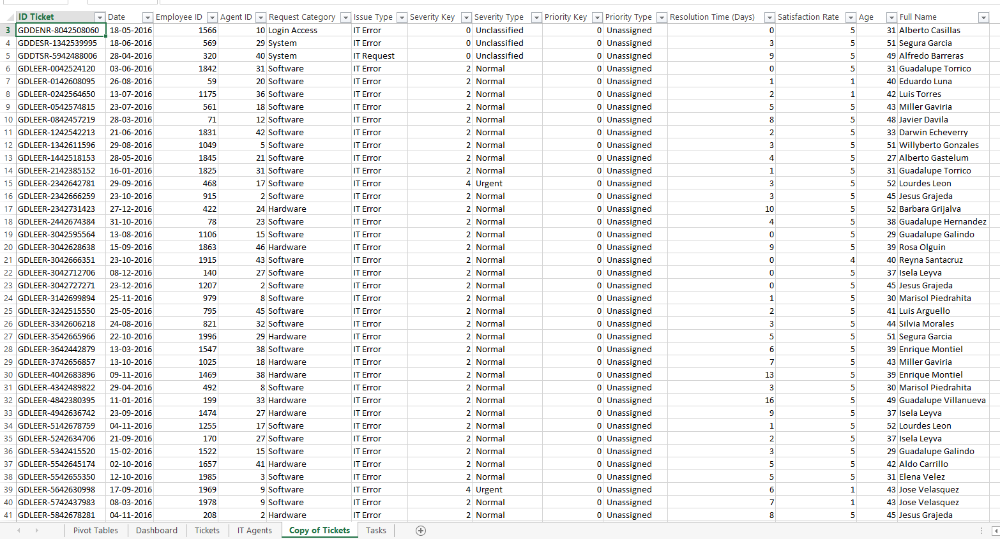 ID Ticket Date Employee ID Agent ID Request Category Issue Type Severity Key Severity Type Priority Key Priority Type Resolution Time (Days) Satisfaction Rate Age Full Name
3 GDDENR-8042508060 18-05-2016 1566 10 Login Access IT Error 0 Unclassified 0 Unassigned 0 5 31 Alberto Casillas
4 GDDESR-1342539995 18-06-2016 569 29 System IT Error 0 Unclassified 0 Unassigned 3 5 51 Segura Garcia
5 GDDTSR-5942488006 28-04-2016 320 40 System IT Request 0 Unclassified 0 Unassigned 9 5 49 Alfredo Barreras
6 GDLEER-0042524120 03-06-2016 1842 31 Software IT Error 2 Normal 0 Unassigned 0 5 31 Guadalupe Torrico
7 GDLEER-0142608095 26-08-2016 59 20 Software IT Error 2 Normal 0 Unassigned 1 1 40 Eduardo Luna
8 GDLEER-0242564650 13-07-2016 1175 36 Software IT Error 2 Normal 0 Unassigned 2 1 42 Luis Torres
9 GDLEER-0542574815 23-07-2016 561 18 Software IT Error 2 Normal 0 Unassigned 5 5 43 Miller Gaviria
10 GDLEER-0842457219 28-03-2016 71 12 Software IT Error 2 Normal 0 Unassigned 8 5 48 Javier Davila
11 GDLEER-1242542213 21-06-2016 1831 42 Software IT Error 2 Normal 0 Unassigned 2 5 33 Darwin Echeverry
12 GDLEER-1342611596 29-08-2016 1049 5 Software IT Error 2 Normal 0 Unassigned 3 5 51 Willyberto Gonzales
13 GDLEER-1442518153 28-05-2016 1845 21 Software IT Error 2 Normal 0 Unassigned 4 5 27 Alberto Gastelum
14 GDLEER-2142385152 16-01-2016 1825 31 Software IT Error 2 Normal 0 Unassigned 1 5 31 Guadalupe Torrico
15 GDLEER-2342642781 29-09-2016 468 17 Software IT Error 4 Urgent 0 Unassigned 3 5 52 Lourdes Leon
16 GDLEER-2342666259 23-10-2016 915 2 Software IT Error 2 Normal 0 Unassigned 3 5 45 Jesus Grajeda
17 GDLEER-2342731423 27-12-2016 422 24 Hardware IT Error 2 Normal 0 Unassigned 10 5 52 Barbara Grijalva
18 GDLEER-2442674384 31-10-2016 78 23 Software IT Error 2 Normal 0 Unassigned 4 5 38 Guadalupe Hernandez
19 GDLEER-3042595564 13-08-2016 1106 15 Software IT Error 2 Normal 0 Unassigned 0 5 29 Guadalupe Galindo
20 GDLEER-3042628638 15-09-2016 1863 46 Hardware IT Error 2 Normal 0 Unassigned 9 5 39 Rosa Olguin
21 GDLEER-3042666351 23-10-2016 1915 43 Software IT Error 2 Normal 0 Unassigned 0 4 40 Reyna Santacruz
22 GDLEER-3042712706 08-12-2016 140 27 Software IT Error 2 Normal 0 Unassigned 0 5 37 Isela Leyva
23 GDLEER-3042727271 23-12-2016 1207 2 Software IT Error 2 Normal 0 Unassigned 0 5 45 Jesus Grajeda
24 GDLEER-3142699894 25-11-2016 979 8 Software IT Error 2 Normal 0 Unassigned 1 5 30 Marisol Piedrahita
25 GDLEER-3242515550 25-05-2016 795 45 Software IT Error 2 Normal 0 Unassigned 2 5 41 Luis Arguello
26 GDLEER-3342606218 24-08-2016 821 32 Software IT Error 2 Normal 0 Unassigned 3 5 44 Silvia Morales
27 GDLEER-3542665966 22-10-2016 1996 29 Hardware IT Error 2 Normal 0 Unassigned 5 5 51 Segura Garcia
28 GDLEER-3642442879 13-03-2016 1547 38 Software IT Error 2 Normal 0 Unassigned 6 5 39 Enrique Montiel
29 GDLEER-3742656857 13-10-2016 1025 18 Hardware IT Error 2 Normal 0 Unassigned 7 5 43 Miller Gaviria
30 GDLEER-4042683896 09-11-2016 1469 38 Hardware IT Error 2 Normal 0 Unassigned 13 5 39 Enrique Montiel
31 GDLEER-4342489822 29-04-2016 492 8 Software IT Error 2 Normal 0 Unassigned 3 5 30 Marisol Piedrahita
32 GDLEER-4842380395 11-01-2016 199 33 Hardware IT Error 2 Normal 0 Unassigned 16 5 49 Guadalupe Villanueva
33 GDLEER-4942636742 23-09-2016 1474 27 Hardware IT Error 2 Normal 0 Unassigned 9 5 37 Isela Leyva
34 GDLEER-5142678759 04-11-2016 1255 17 Software IT Error 2 Normal 0 Unassigned 1 5 52 Lourdes Leon
35 GDLEER-5242634706 21-09-2016 170 27 Software IT Error 2 Normal 0 Unassigned 2 5 37 Isela Leyva
36 GDLEER-5342415520 15-02-2016 1522 15 Software IT Error 2 Normal 0 Unassigned 3 5 29 Guadalupe Galindo
37 GDLEER-5542645174 02-10-2016 1657 41 Hardware IT Error 2 Normal 0 Unassigned 5 5 42 Aldo Carrillo
38 GDLEER-5542655350 12-10-2016 1985 3 Software IT Error 2 Normal 0 Unassigned 5 5 31 Elena Velez
39 GDLEER-5642630998 17-09-2016 1969 9 Software IT Error 4 Urgent 0 Unassigned 6 1 43 Jose Velasquez
40 GDLEER-5742437983 08-03-2016 1978 9 Software IT Error 2 Normal 0 Unassigned 7 1 43 Jose Velasquez
41 GDLEER-5842678281 04-11-2016 208 2 Hardware IT Error 2 Normal 0 Unassigned 8 5 45 Jesus Grajeda
Pivot Tables Dashboard Tickets IT Agents Copy of Tickets Tasks